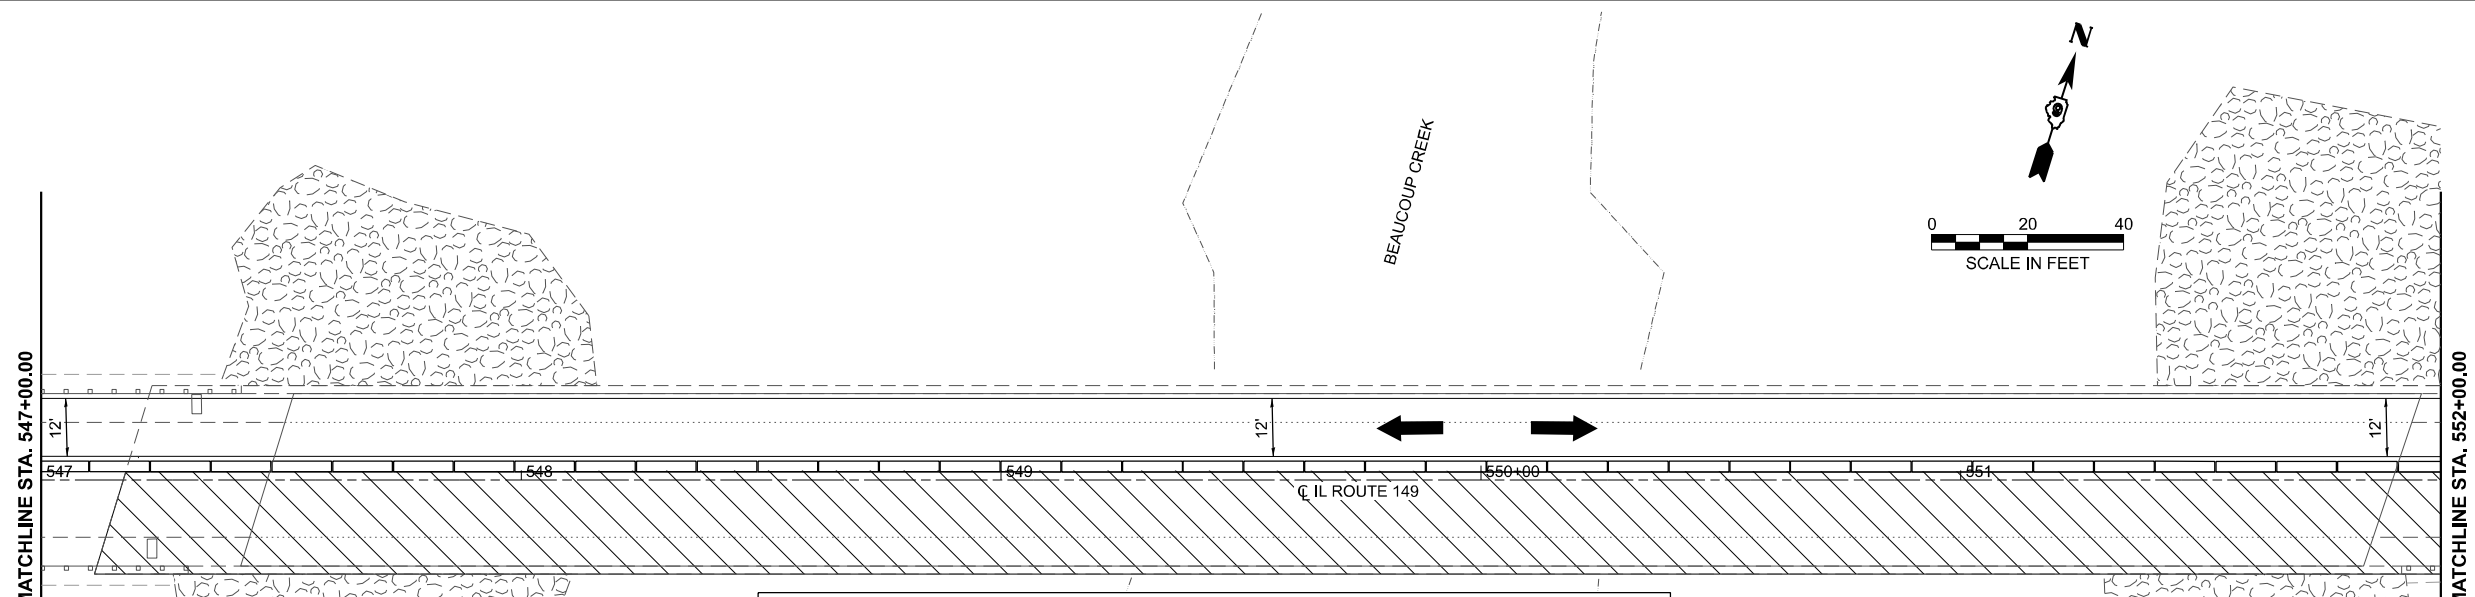 N
BEAUCOUP CREEK
0 20 40
SCALE IN FEET
MATCHLINE STA. 547+00.00
12'
12'
12'
MATCHLINE STA. 552+00.00
547 548 549 550+00 551
℄ IL ROUTE 149